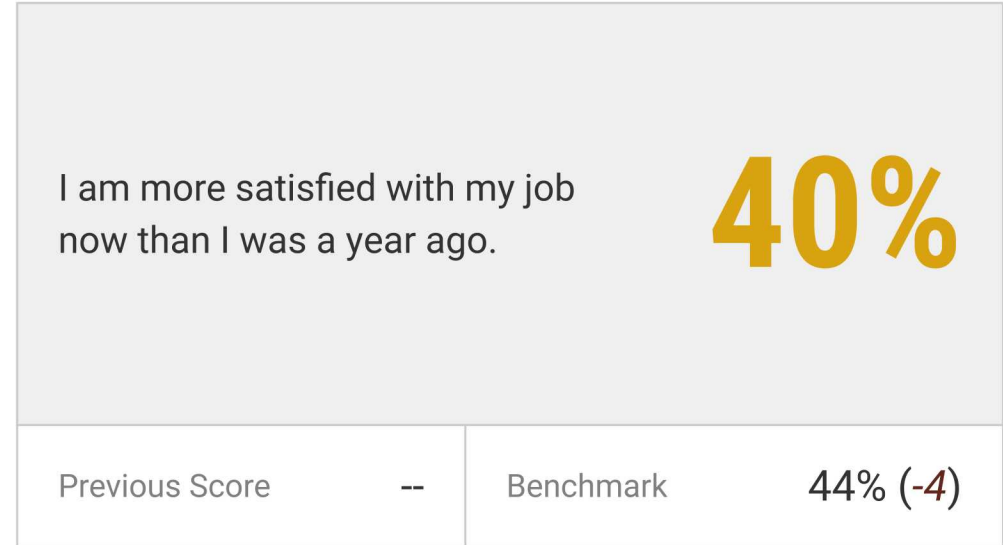 I am more satisfied with my job
now than I was a year ago.
40%
Previous Score --
Benchmark 44% (-4)